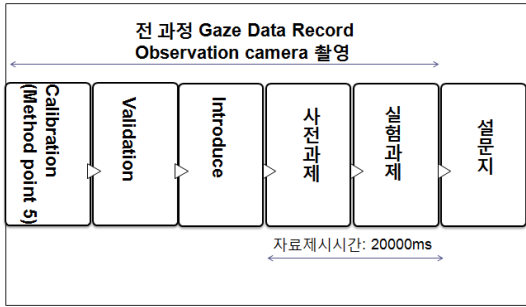 전 과정 Gaze Data Record
Observation camera 촬영
Calibration
(Method point 5)
Validation
Introduce
사전과제
실험과제
설문지
자료제시시간: 20000ms